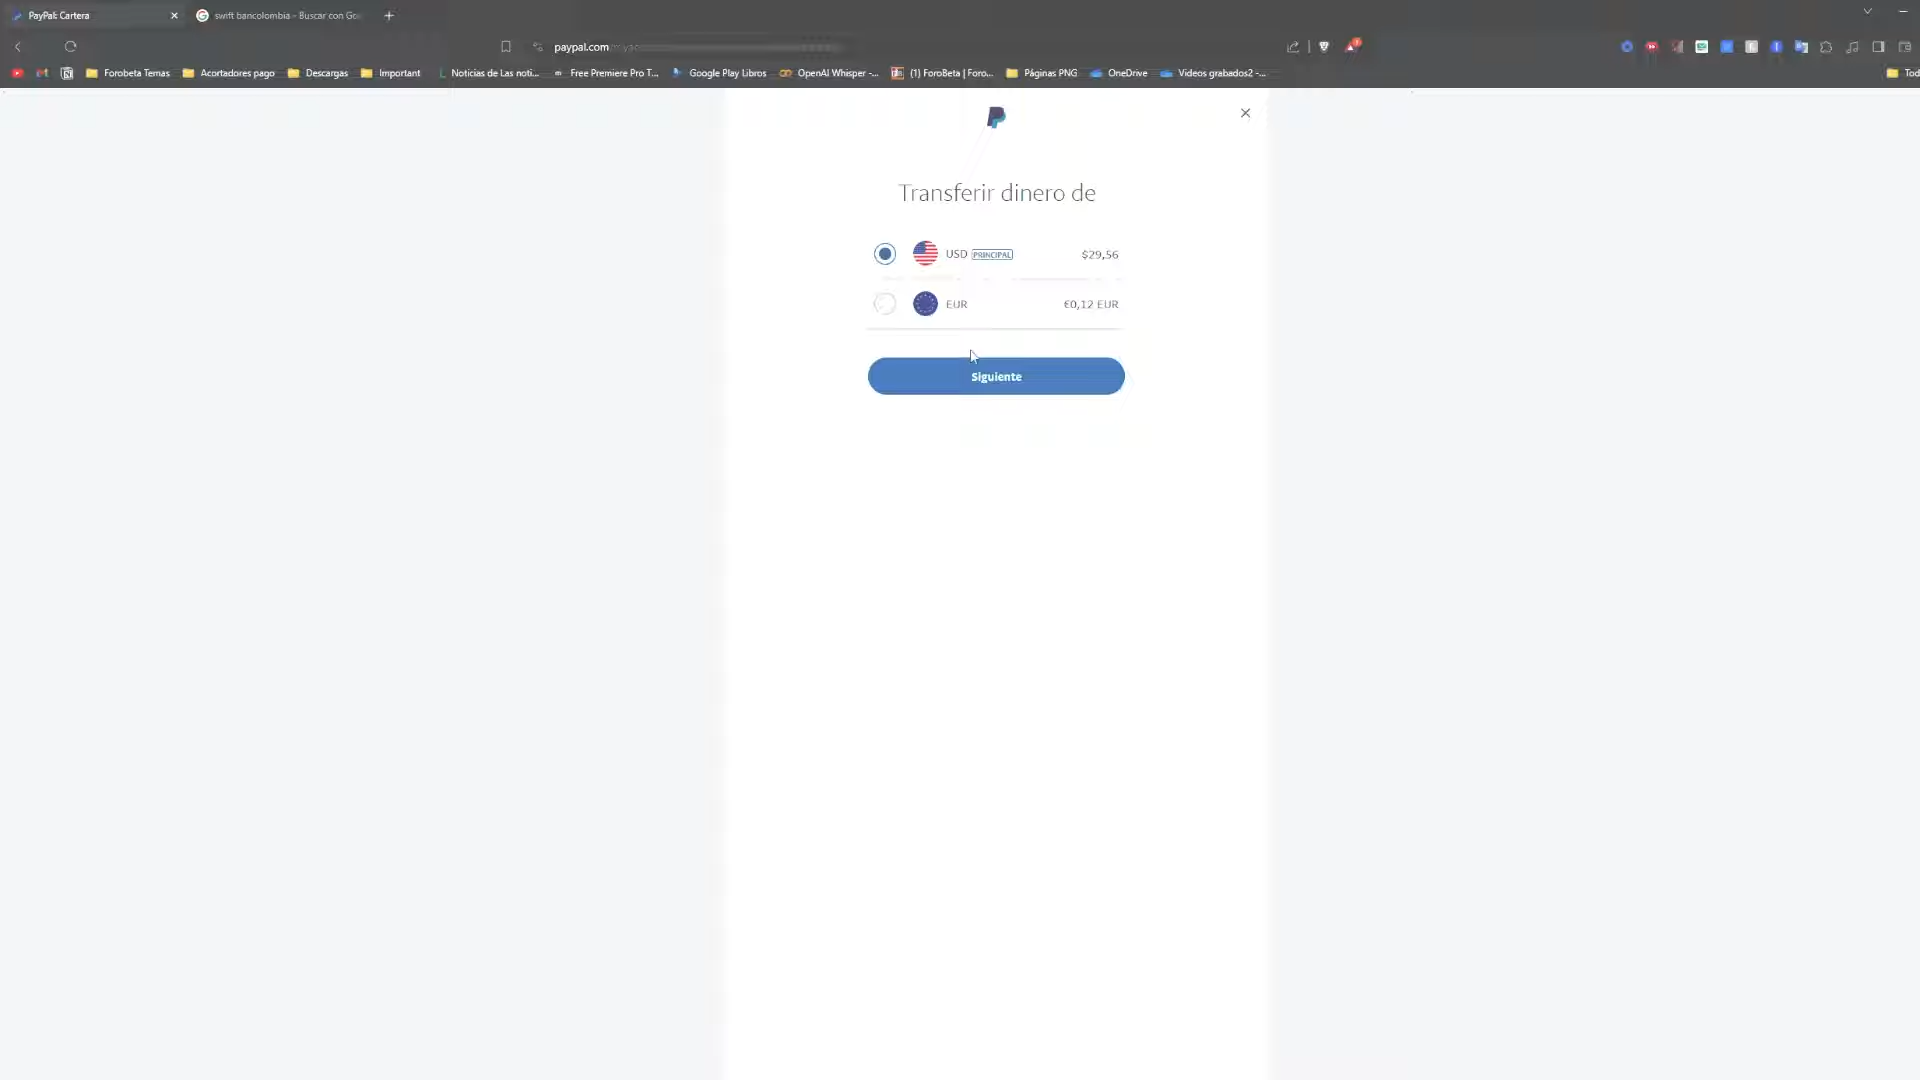 PayPal: Cartera
swift bancolombia - Buscar con Go
paypal.com
Forobeta Temas
Acortadores pago
Descargas
Important
Noticias de Las noti...
Free Premiere Pro T...
Google Play Libros
OpenAI Whisper -...
(1) ForoBeta | Foro...
Páginas PNG
OneDrive
Videos grabados2 -...
Tod
Transferir dinero de
USD PRINCIPAL $29,56
EUR €0,12 EUR
Siguiente